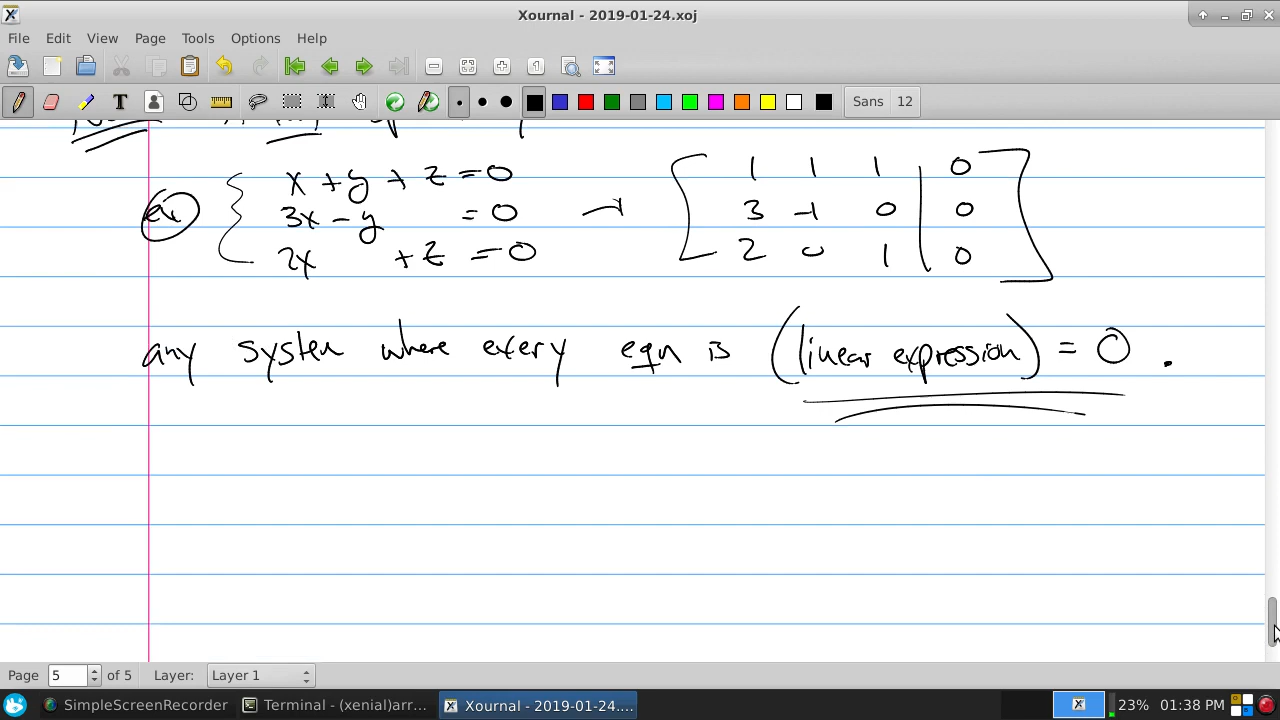 Xournal - 2019-01-24.xoj
File Edit View Page Tools Options Help
Sans 12
ex { x + y + z = 0 [ 1 1 1 | 0 ]
3x - y = 0 → 3 -1 0 | 0
2x + z = 0 2 0 1 | 0
any system where every eqn is (linear expression) = 0 .
Page 5 of 5 Layer: Layer 1
SimpleScreenRecorder Terminal - (xenial)arr... Xournal - 2019-01-24.... 23% 01:38 PM